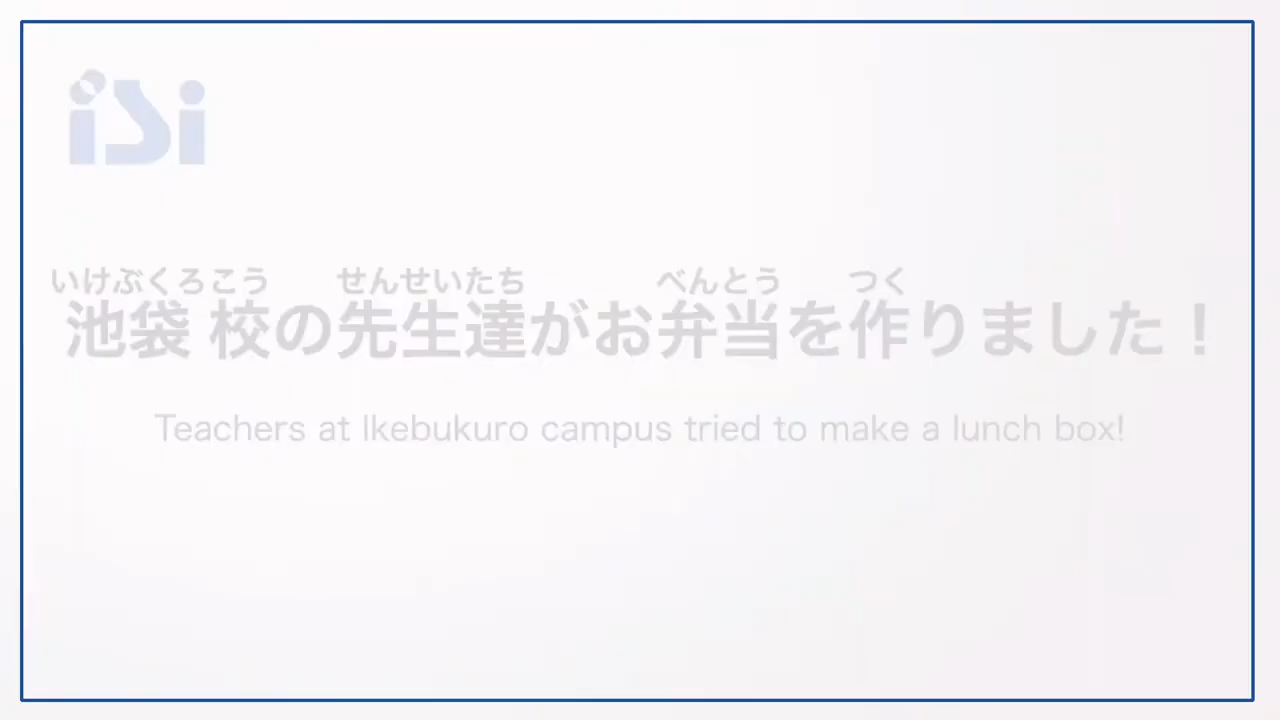 isi
いけぶくろこう せんせいたち べんとう つく
池袋 校の先生達がお弁当を作りました！
Teachers at Ikebukuro campus tried to make a lunch box!